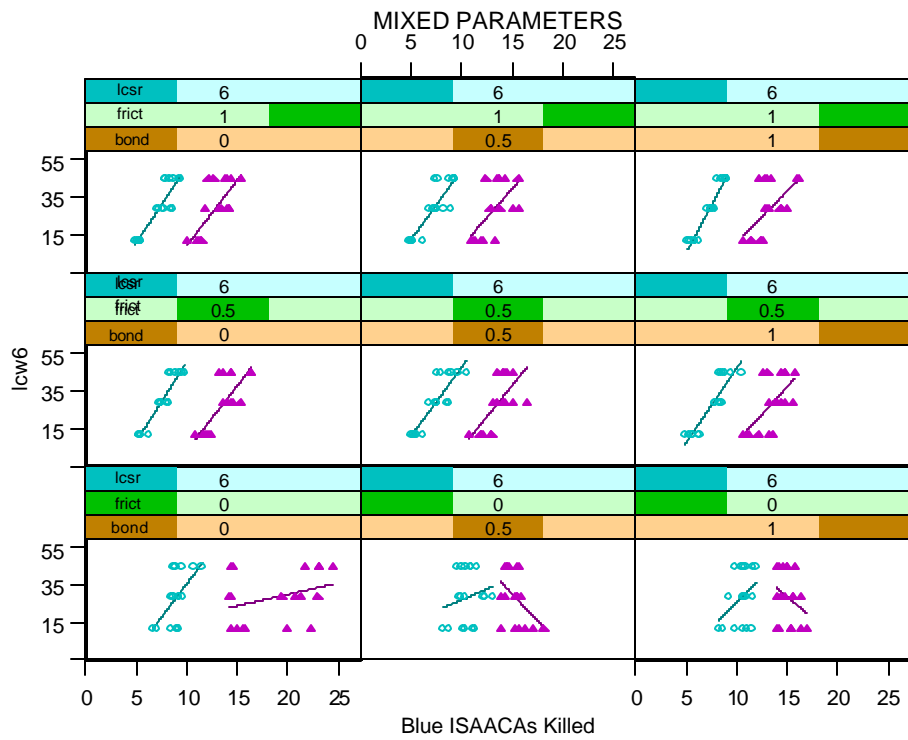 MIXED PARAMETERS
0 5 10 15 20 25
lcsr 6 6 6
frict 1 1 1
bond 0 0.5 1
55
35
15
lcsr lcsr 6 6 6
frict frict 0.5 0.5 0.5
bond 0 0.5 1
lcw6
55
35
15
lcsr 6 6 6
frict 0 0 0
bond 0 0.5 1
55
35
15
0 5 10 15 20 25 0 5 10 15 20 25
Blue ISAACAs Killed